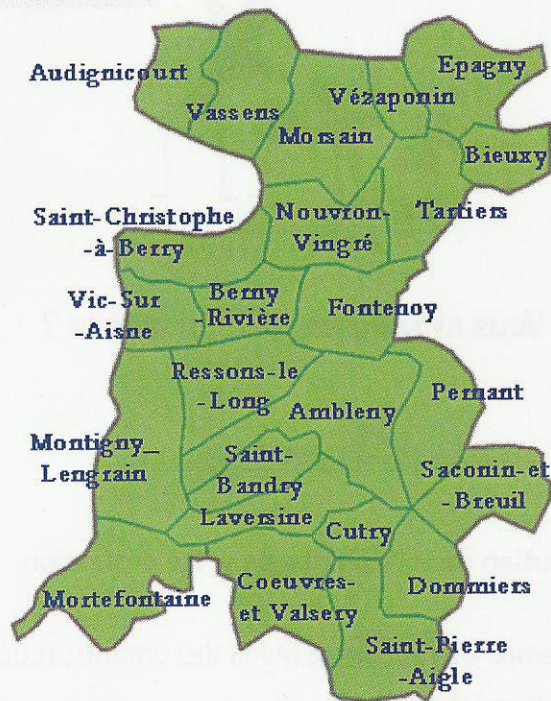 Epagny
Audignicourt
Vézaponin
Vassens
Morsain
Bieuxy
Saint-Christophe
-à-Berry
Nouvron-
Vingré
Tartiers
Vic-Sur
-Aisne
Berny
-Rivière
Fontenoy
Vous
?
Ressons-le
-Long
Ambleny
Pernant
Montigny_
Lengrain
Saint-
Bandry
Saconin-et
-Breuil
Laversine
Cutry
Mortefontaine
Coeuvres-
et Valsery
Dommiers
Saint-Pierre
-Aigle